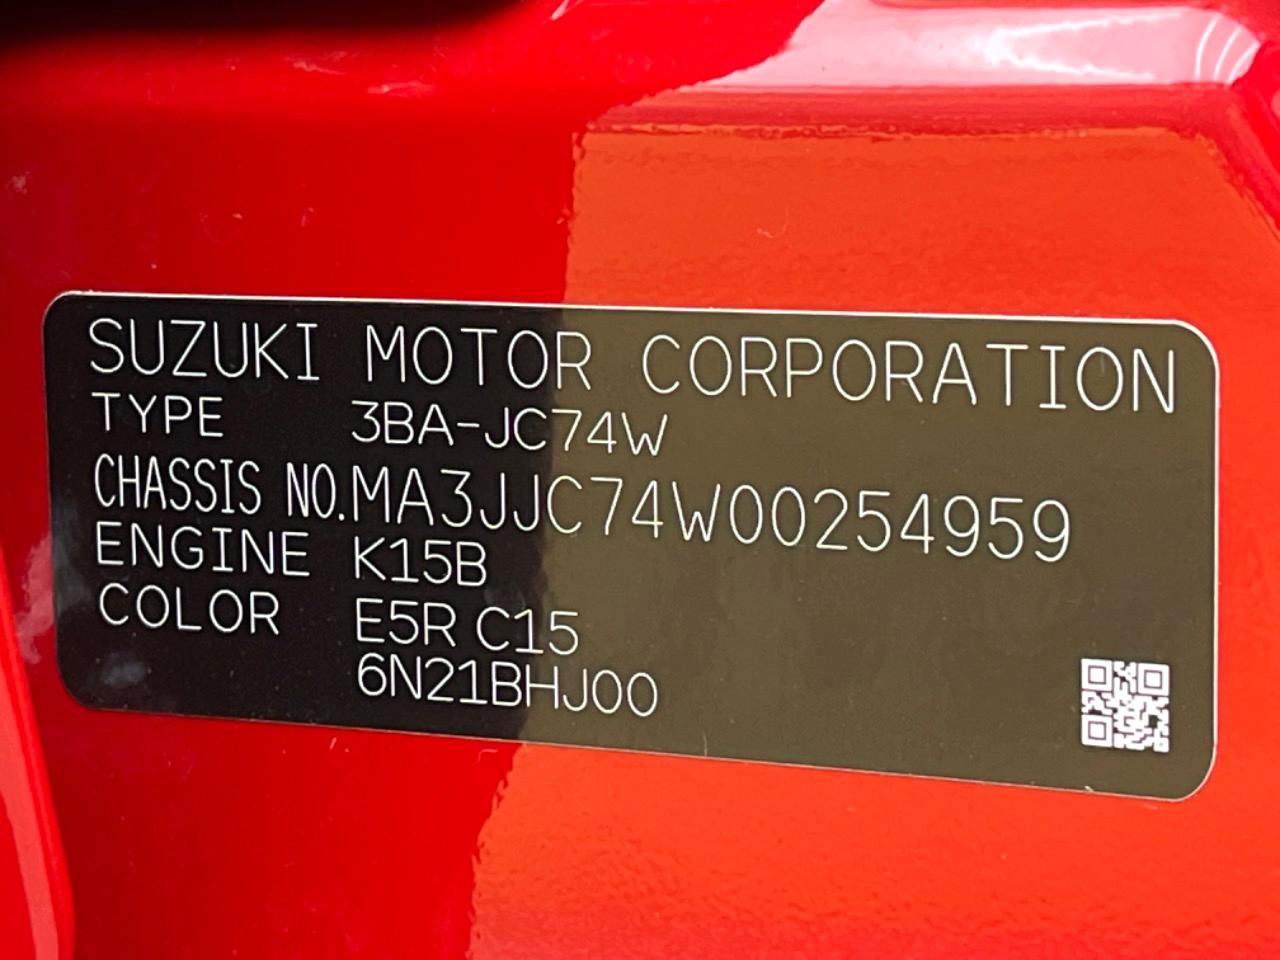 SUZUKI MOTOR CORPORATION
TYPE 3BA-JC74W
CHASSIS NO. MA3JJC74W00254959
ENGINE K15B
COLOR E5R C15
6N21BHJ00